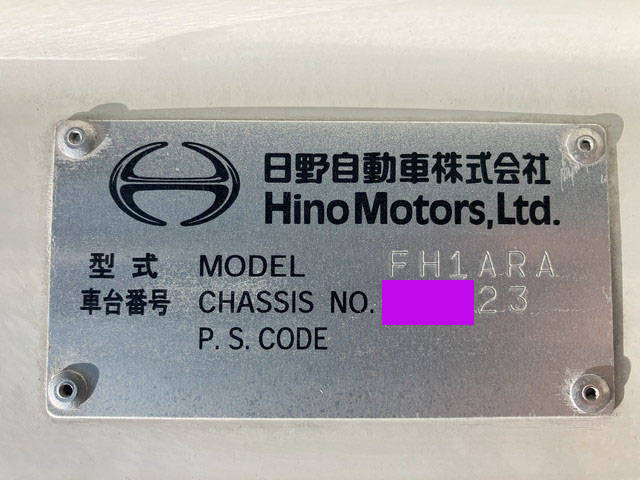 日野自動車株式会社
Hino Motors, Ltd.
型式 MODEL FH1ARA
車台番号 CHASSIS NO. 23
P. S. CODE